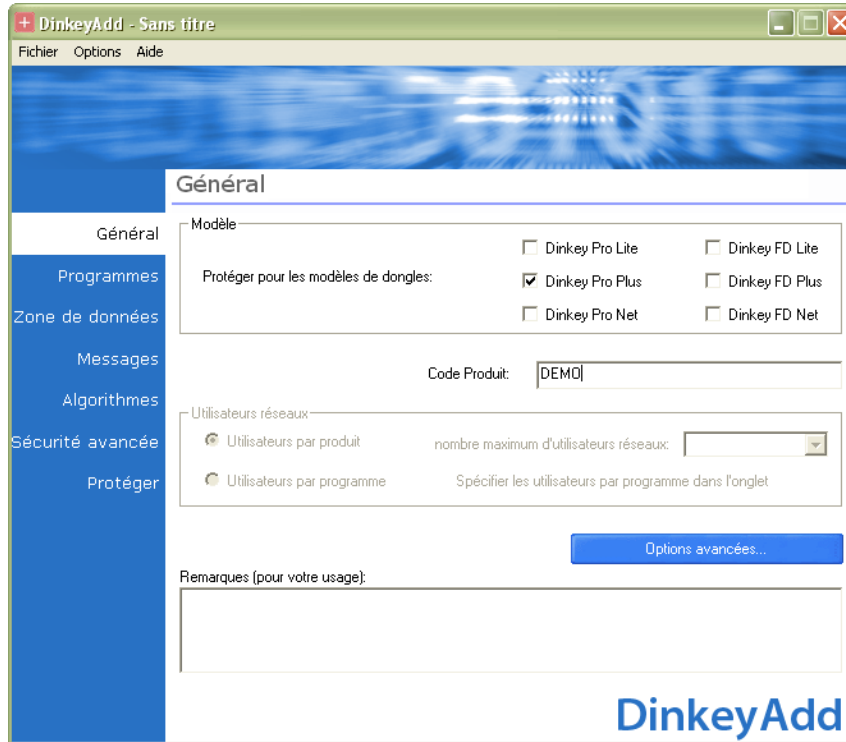 DinkeyAdd - Sans titre
Fichier Options Aide
Général
Général
Programmes
Zone de données
Messages
Algorithmes
Sécurité avancée
Protéger
Modèle
Protéger pour les modèles de dongles:
Dinkey Pro Lite
Dinkey FD Lite
Dinkey Pro Plus
Dinkey FD Plus
Dinkey Pro Net
Dinkey FD Net
Code Produit: DEMO
Utilisateurs réseaux
Utilisateurs par produit
nombre maximum d'utilisateurs réseaux:
Utilisateurs par programme
Spécifier les utilisateurs par programme dans l'onglet
Options avancées...
Remarques (pour votre usage):
DinkeyAdd